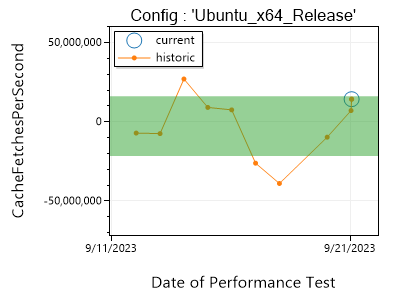 Config : 'Ubuntu_x64_Release'
current
historic
50,000,000
0
-50,000,000
CacheFetchesPerSecond
9/11/2023
9/21/2023
Date of Performance Test